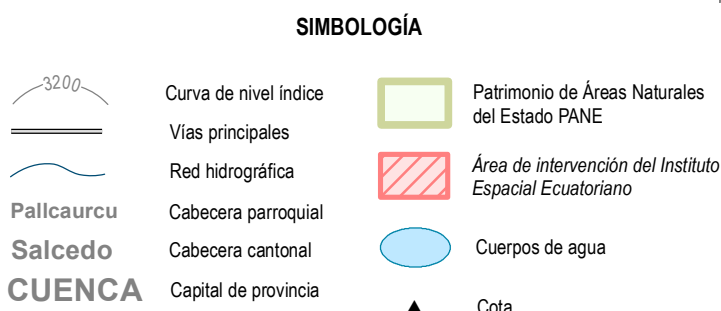 SIMBOLOGÍA
3200
Curva de nivel índice
Vías principales
Red hidrográfica
Pallcaurcu
Cabecera parroquial
Salcedo
Cabecera cantonal
CUENCA
Capital de provincia
Patrimonio de Áreas Naturales
del Estado PANE
Área de intervención del Instituto
Espacial Ecuatoriano
Cuerpos de agua
Cota